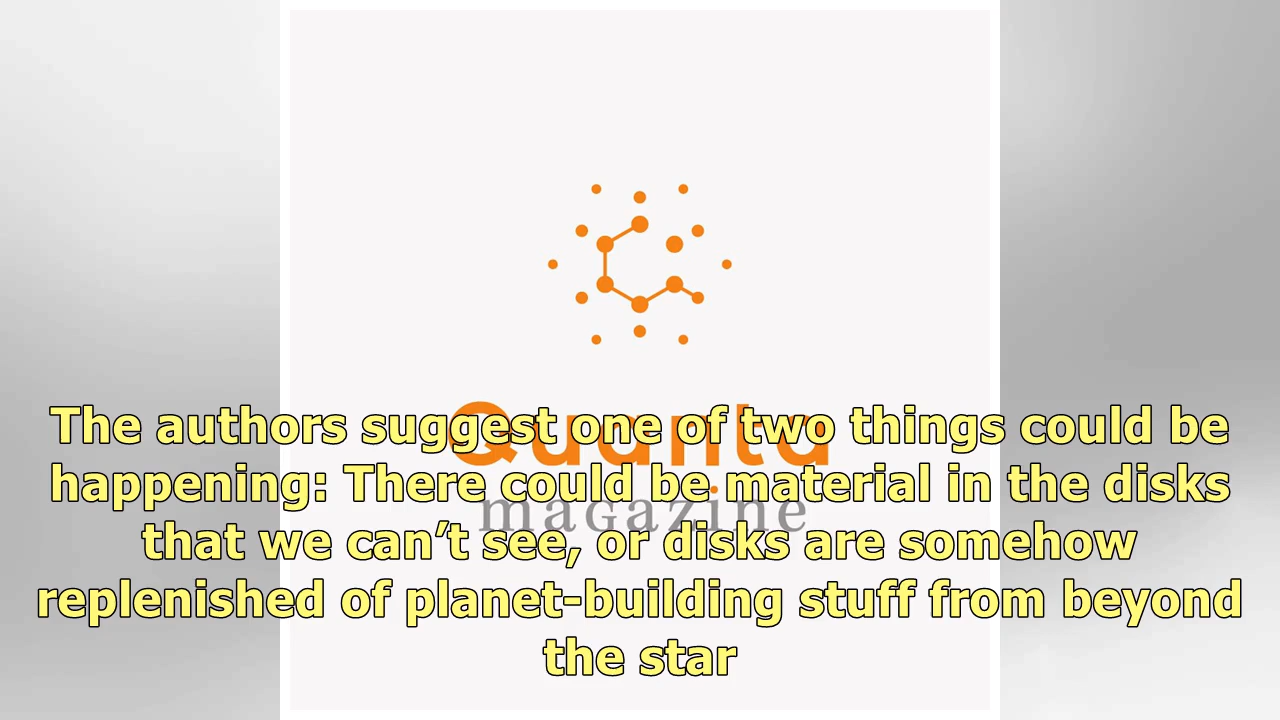 The authors suggest one of two things could be
happening: There could be material in the disks
that we can’t see, or disks are somehow
replenished of planet-building stuff from beyond
the star
Quanta
magazine